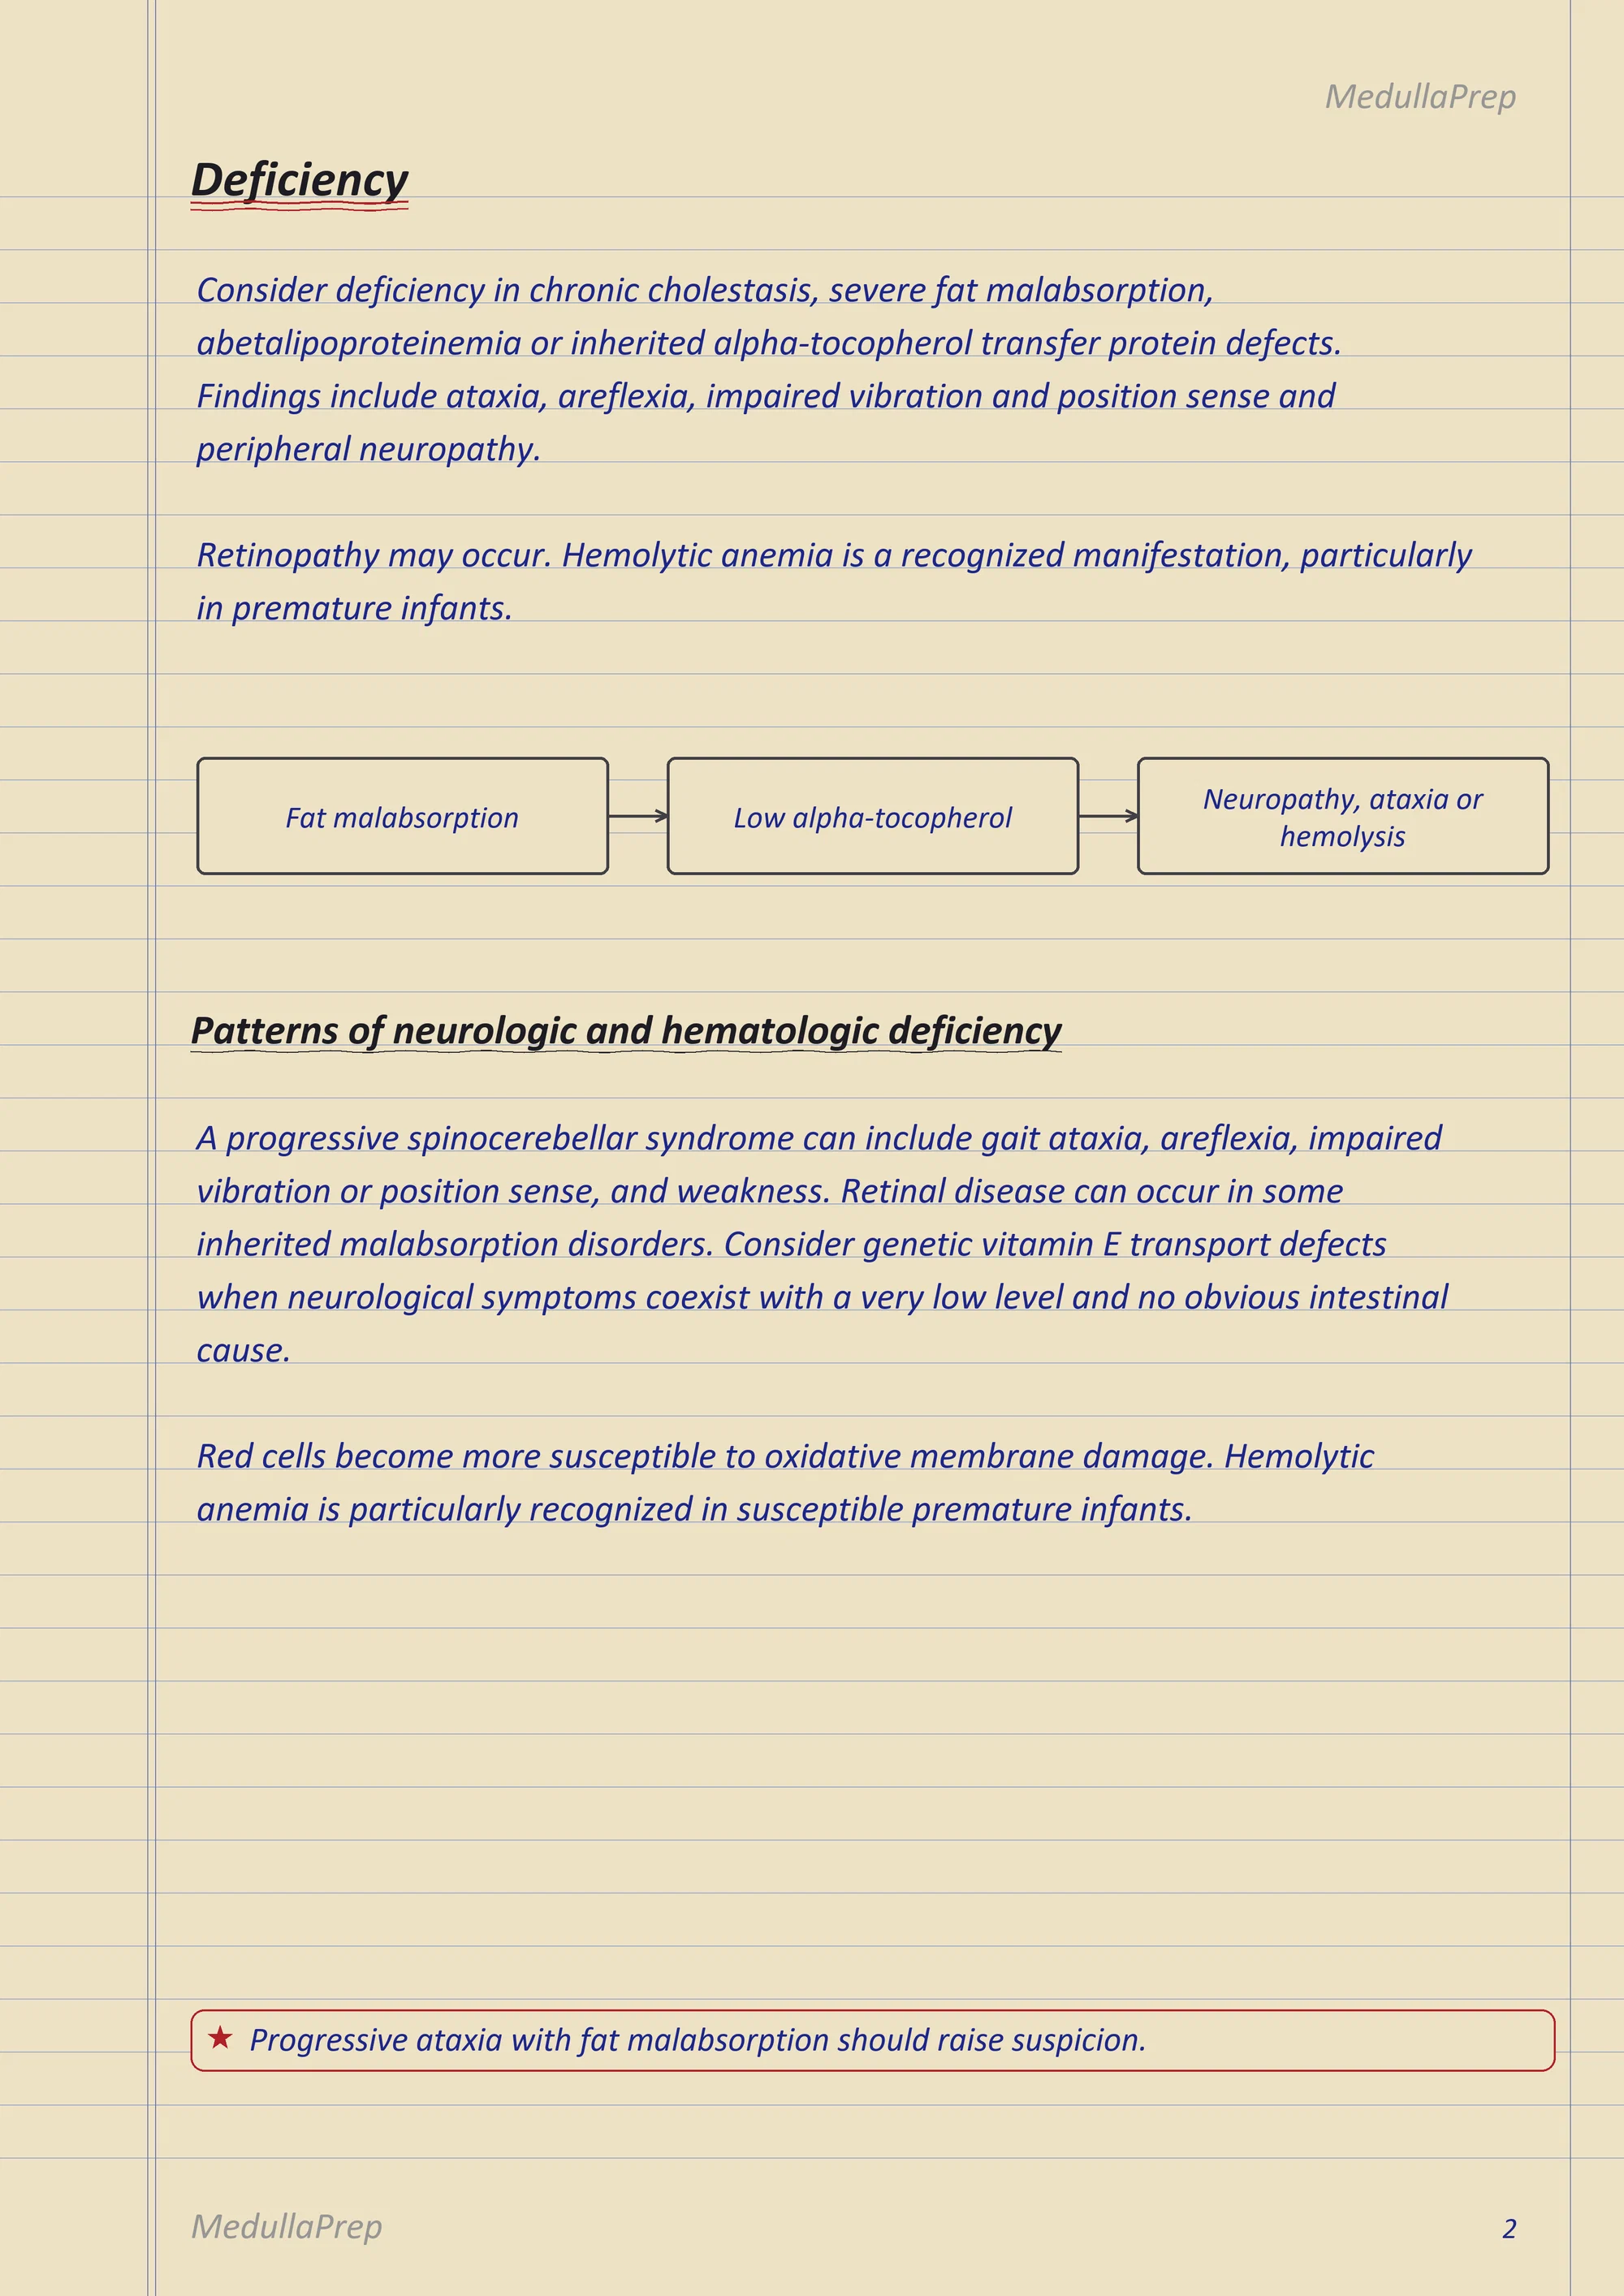 MedullaPrep
Deficiency
Consider deficiency in chronic cholestasis, severe fat malabsorption,
abetalipoproteinemia or inherited alpha-tocopherol transfer protein defects.
Findings include ataxia, areflexia, impaired vibration and position sense and
peripheral neuropathy.
Retinopathy may occur. Hemolytic anemia is a recognized manifestation, particularly
in premature infants.
Fat malabsorption
Low alpha-tocopherol
Neuropathy, ataxia or
hemolysis
Patterns of neurologic and hematologic deficiency
A progressive spinocerebellar syndrome can include gait ataxia, areflexia, impaired
vibration or position sense, and weakness. Retinal disease can occur in some
inherited malabsorption disorders. Consider genetic vitamin E transport defects
when neurological symptoms coexist with a very low level and no obvious intestinal
cause.
Red cells become more susceptible to oxidative membrane damage. Hemolytic
anemia is particularly recognized in susceptible premature infants.
★ Progressive ataxia with fat malabsorption should raise suspicion.
MedullaPrep
2